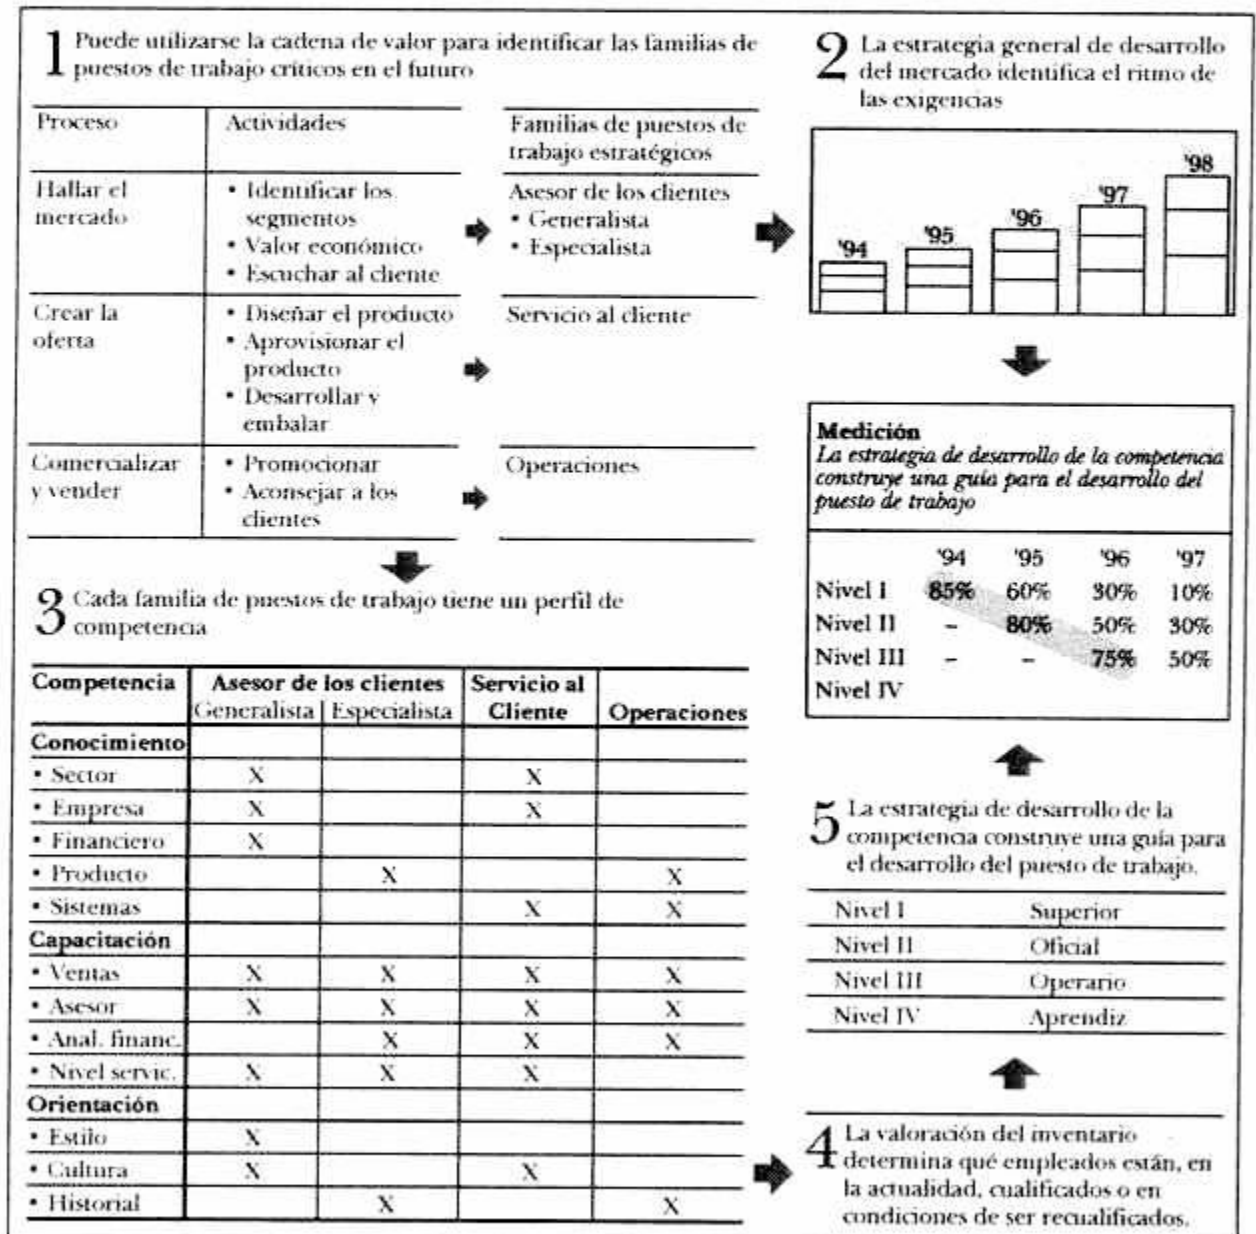 1 Puede utilizarse la cadena de valor para identificar las familias de
puestos de trabajo críticos en el futuro
Proceso Actividades Familias de puestos de
trabajo estratégicos
Hallar el
mercado
• Identificar los
segmentos
• Valor económico
• Escuchar al cliente
Asesor de los clientes
• Generalista
• Especialista
Crear la
oferta
• Diseñar el producto
• Aprovisionar el
producto
• Desarrollar y
embalar
Servicio al cliente
Comercializar
y vender
• Promocionar
• Aconsejar a los
clientes
Operaciones
2 La estrategia general de desarrollo
del mercado identifica el ritmo de
las exigencias
'94 '95 '96 '97 '98
Medición
La estrategia de desarrollo de la competencia
construye una guía para el desarrollo del
puesto de trabajo
'94 '95 '96 '97
Nivel I 85% 60% 30% 10%
Nivel II – 80% 50% 30%
Nivel III – – 75% 50%
Nivel IV
3 Cada familia de puestos de trabajo tiene un perfil de
competencia
Competencia Asesor de los clientes Servicio al
Generalista Especialista Cliente Operaciones
Conocimiento
• Sector X X
• Empresa X X
• Financiero X
• Producto X X
• Sistemas X X
Capacitación
• Ventas X X X X
• Asesor X X X X
• Anal. financ. X X X
• Nivel servic. X X X
Orientación
• Estilo X
• Cultura X X
• Historial X X
5 La estrategia de desarrollo de la
competencia construye una guía para
el desarrollo del puesto de trabajo.
Nivel I Superior
Nivel II Oficial
Nivel III Operario
Nivel IV Aprendiz
4 La valoración del inventario
determina qué empleados están, en
la actualidad, cualificados o en
condiciones de ser recualificados.